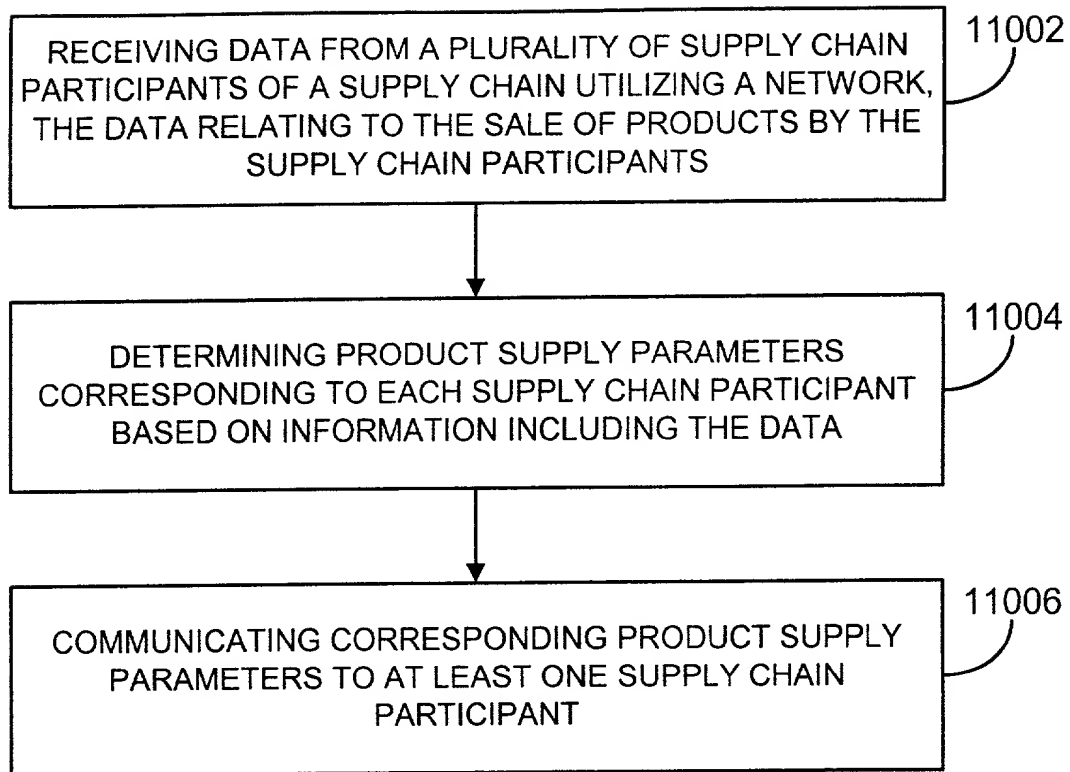 RECEIVING DATA FROM A PLURALITY OF SUPPLY CHAIN
PARTICIPANTS OF A SUPPLY CHAIN UTILIZING A NETWORK,
THE DATA RELATING TO THE SALE OF PRODUCTS BY THE
SUPPLY CHAIN PARTICIPANTS
11002
DETERMINING PRODUCT SUPPLY PARAMETERS
CORRESPONDING TO EACH SUPPLY CHAIN PARTICIPANT
BASED ON INFORMATION INCLUDING THE DATA
11004
COMMUNICATING CORRESPONDING PRODUCT SUPPLY
PARAMETERS TO AT LEAST ONE SUPPLY CHAIN
PARTICIPANT
11006